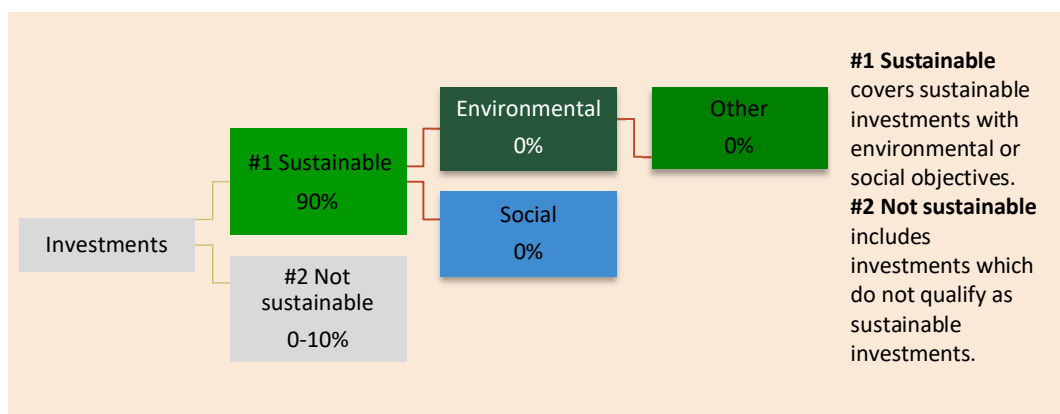 Investments
#1 Sustainable
90%
#2 Not
sustainable
0-10%
Environmental
0%
Social
0%
Other
0%
#1 Sustainable
covers sustainable
investments with
environmental or
social objectives.
#2 Not sustainable
includes
investments which
do not qualify as
sustainable
investments.